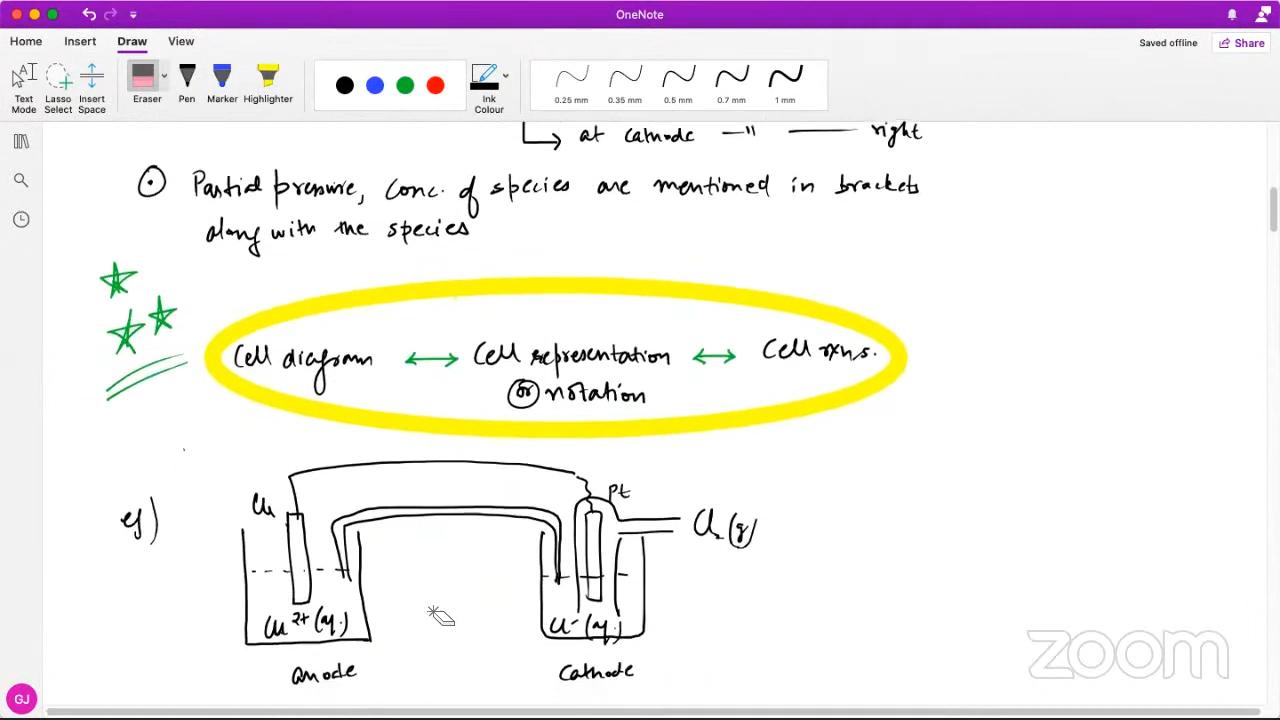 OneNote
Home Insert Draw View
Saved offline Share
Text Mode
Lasso Select
Insert Space
Eraser
Pen
Marker
Highlighter
Ink Colour
0.25 mm
0.35 mm
0.5 mm
0.7 mm
1 mm
at cathode —"— right
⊙ Partial pressure, conc. of species are mentioned in brackets
along with the species
Cell diagram ↔ Cell representation ↔ Cell rxns.
or notation
eg)
Cu
Pt
Cl₂(g)
Cu²⁺(aq.)
Cl⁻(aq.)
anode
Cathode
zoom
GJ